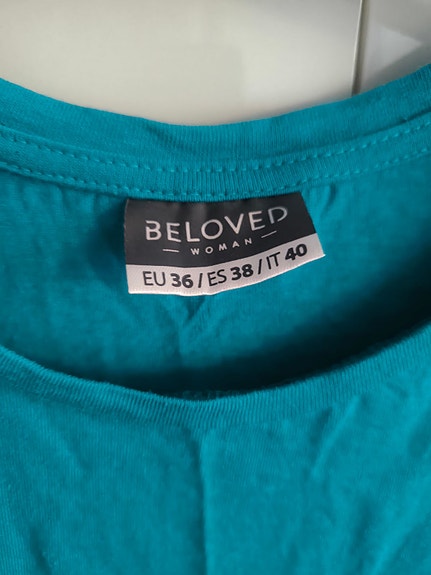 BELOVED
— WOMAN —
EU 36 / ES 38 / IT 40